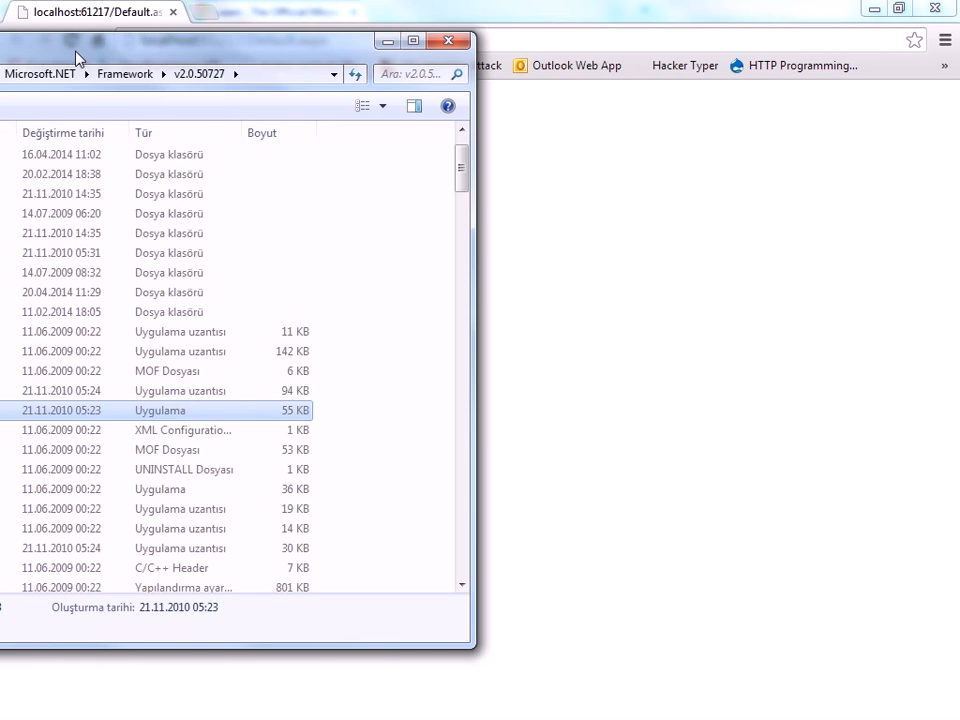 localhost:61217/Default.as
Microsoft.NET Framework v2.0.50727 Ara: v2.0.5...
ttack Outlook Web App Hacker Typer HTTP Programming... »
Değiştirme tarihi Tür Boyut
16.04.2014 11:02 Dosya klasörü
20.02.2014 18:38 Dosya klasörü
21.11.2010 14:35 Dosya klasörü
14.07.2009 06:20 Dosya klasörü
21.11.2010 14:35 Dosya klasörü
21.11.2010 05:31 Dosya klasörü
14.07.2009 08:32 Dosya klasörü
20.04.2014 11:29 Dosya klasörü
11.02.2014 18:05 Dosya klasörü
11.06.2009 00:22 Uygulama uzantısı 11 KB
11.06.2009 00:22 Uygulama uzantısı 142 KB
11.06.2009 00:22 MOF Dosyası 6 KB
21.11.2010 05:24 Uygulama uzantısı 94 KB
21.11.2010 05:23 Uygulama 55 KB
11.06.2009 00:22 XML Configuratio... 1 KB
11.06.2009 00:22 MOF Dosyası 53 KB
11.06.2009 00:22 UNINSTALL Dosyası 1 KB
11.06.2009 00:22 Uygulama 36 KB
11.06.2009 00:22 Uygulama uzantısı 19 KB
11.06.2009 00:22 Uygulama uzantısı 14 KB
21.11.2010 05:24 Uygulama uzantısı 30 KB
11.06.2009 00:22 C/C++ Header 7 KB
11.06.2009 00:22 Yapılandırma ayar... 801 KB
Oluşturma tarihi: 21.11.2010 05:23